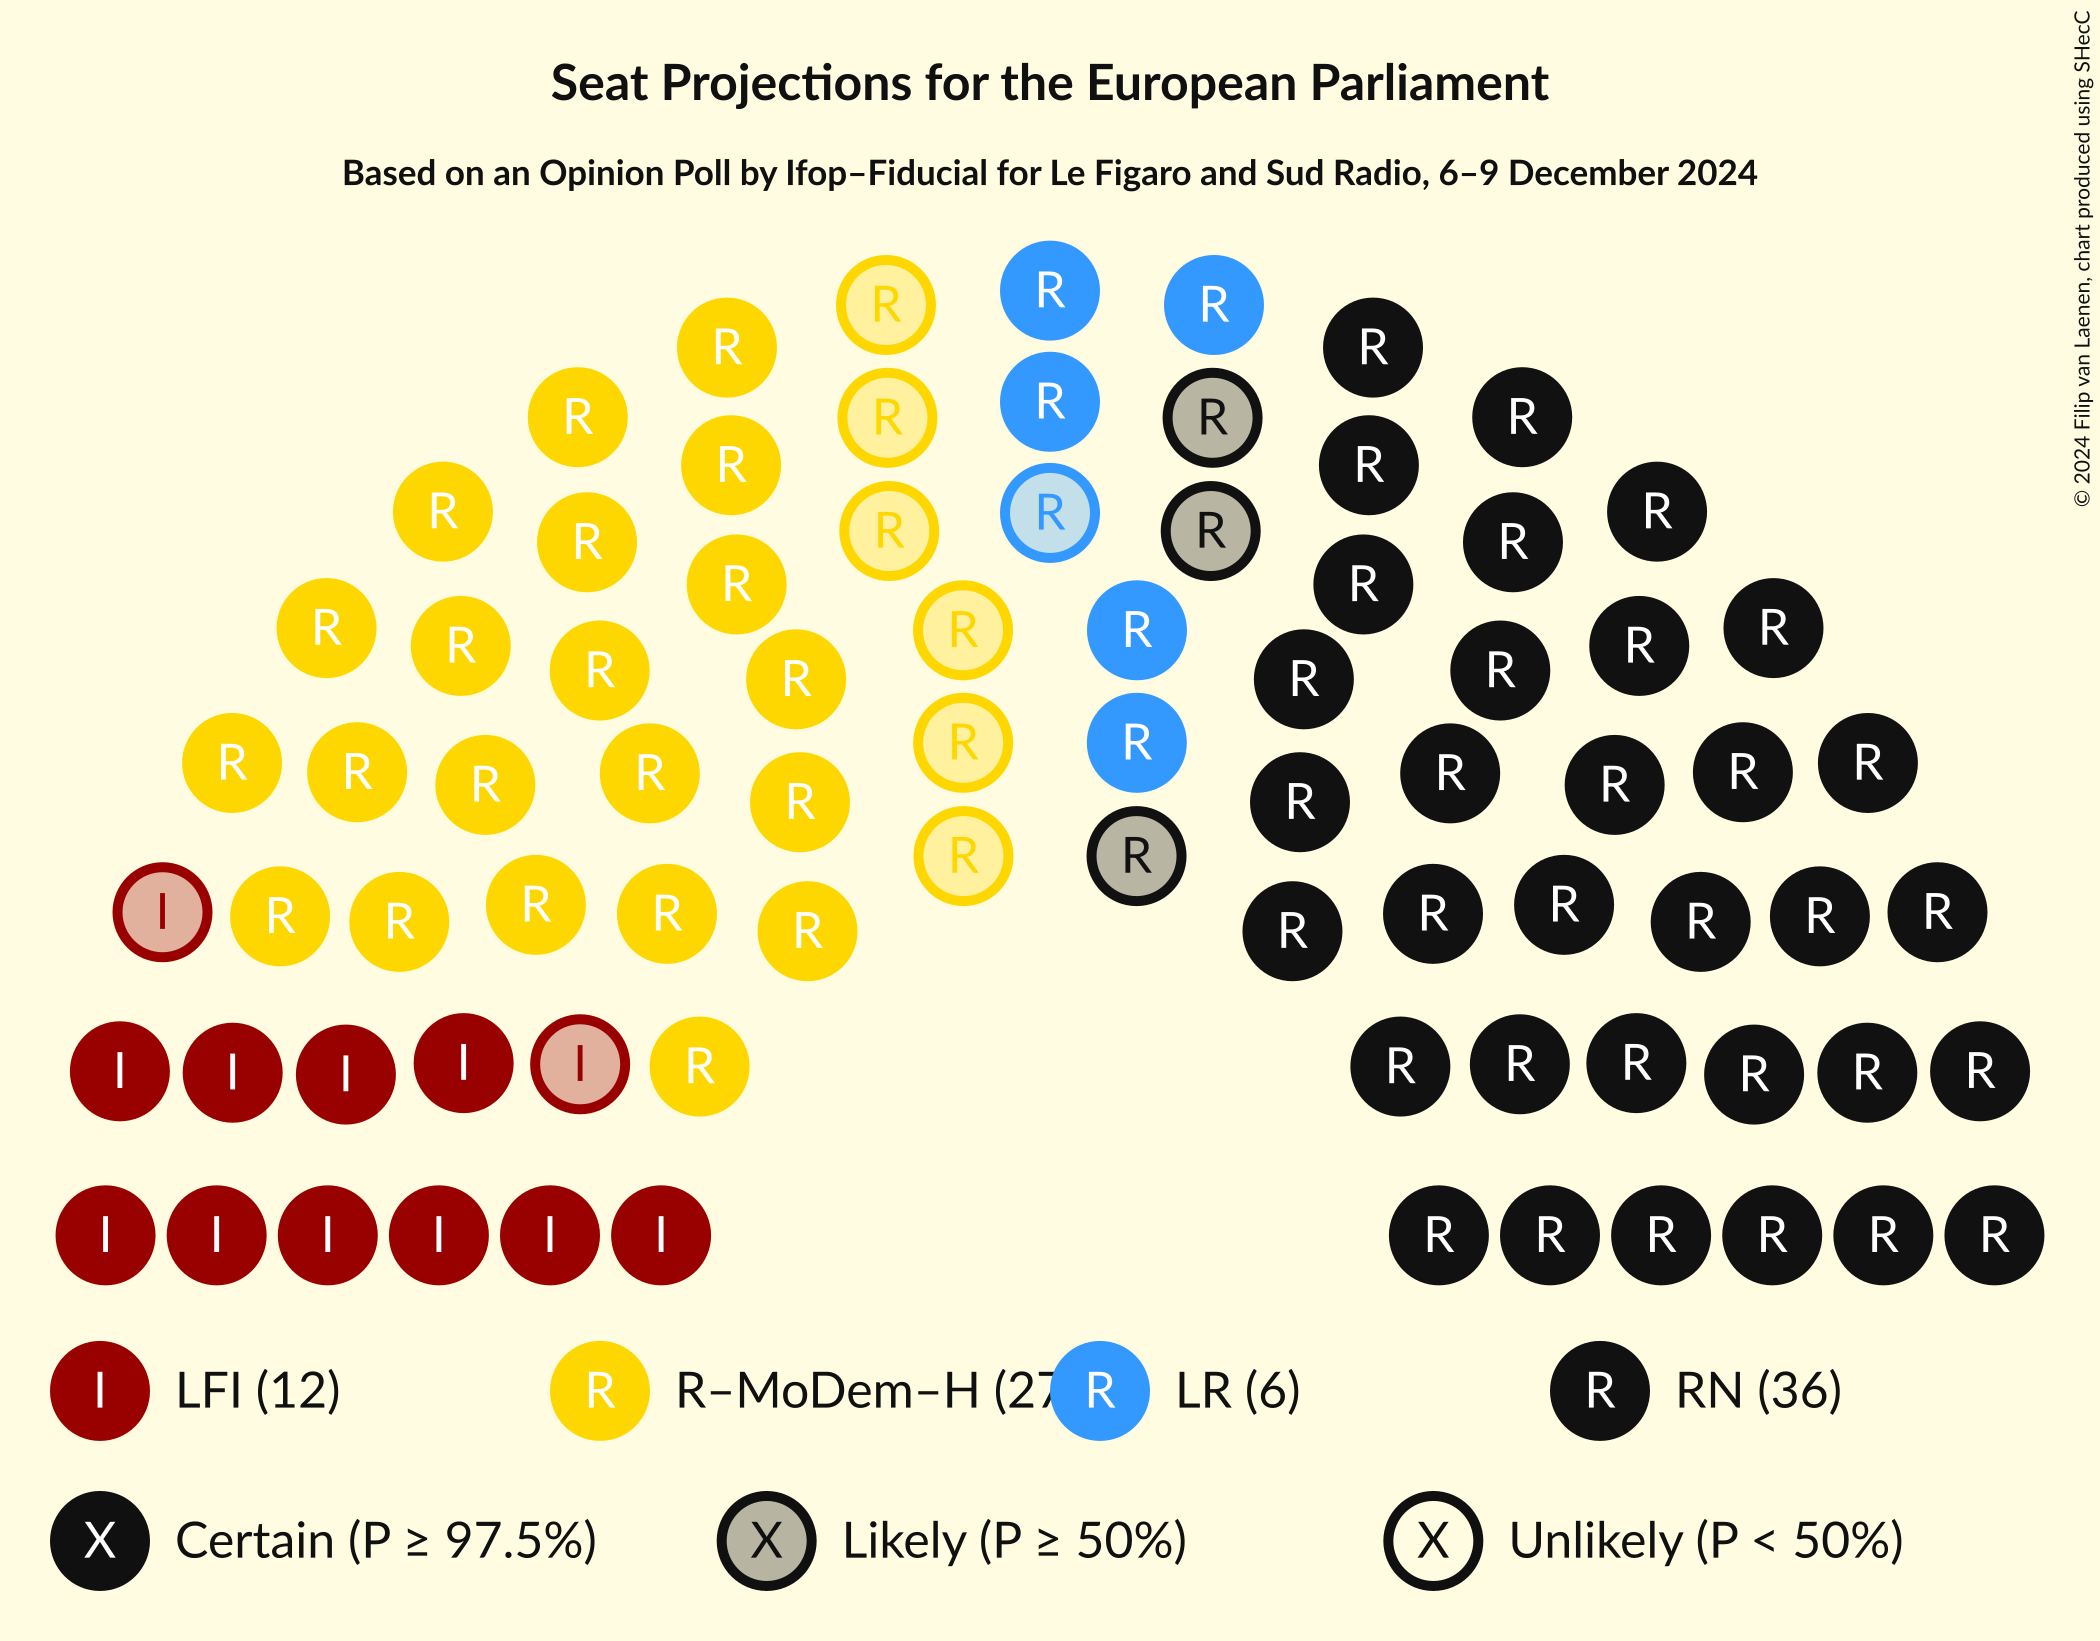 Seat Projections for the European Parliament
Based on an Opinion Poll by Ifop–Fiducial for Le Figaro and Sud Radio, 6–9 December 2024
© 2024 Filip van Laenen, chart produced using SHecC
R R R
R R
R R R R R
R R
R R R R R R R
R R
R R R R R R
R R R R
R R R R R R R R R R R R
R R
I R R R R R R R R R R R
I I I I I R R R R R R R
I I I I I I R R R R R R
I LFI (12) R R–MoDem–H (27 R LR (6) R RN (36)
X Certain (P ≥ 97.5%) X Likely (P ≥ 50%) X Unlikely (P < 50%)